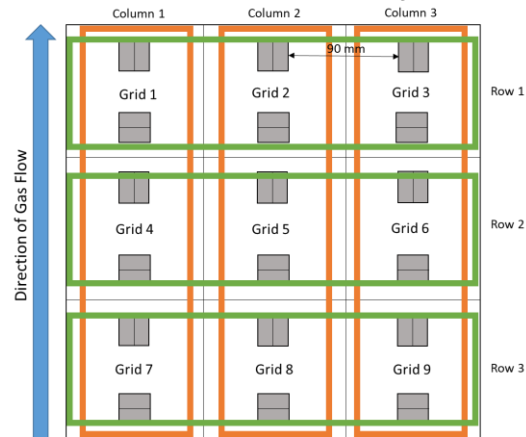 Column 1 Column 2 Column 3
90 mm
Grid 1 Grid 2 Grid 3
Row 1
Grid 4 Grid 5 Grid 6
Row 2
Grid 7 Grid 8 Grid 9
Row 3
Direction of Gas Flow